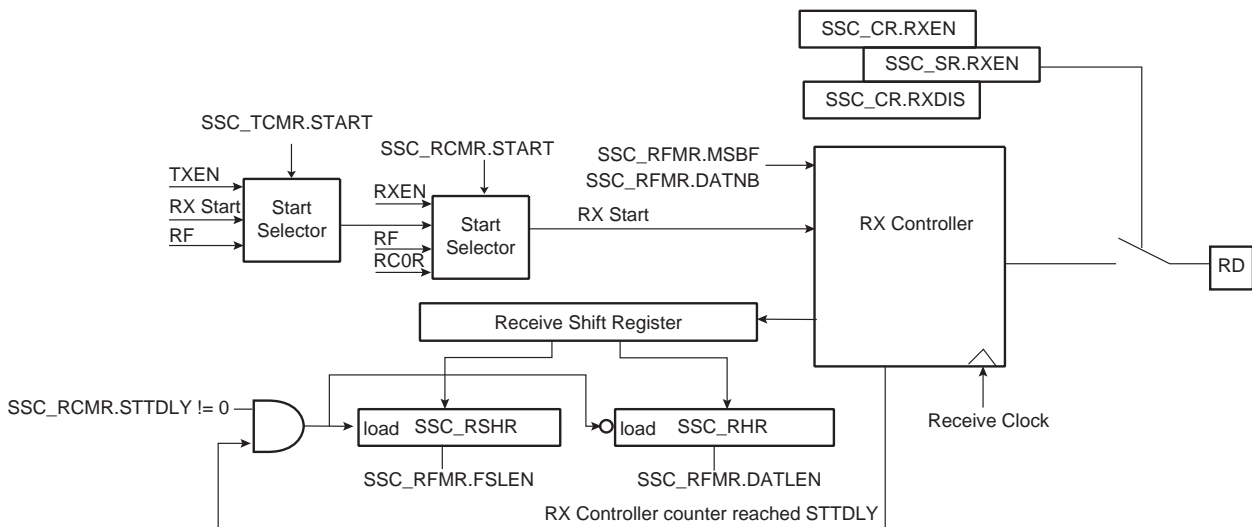 SSC_CR.RXEN
SSC_SR.RXEN
SSC_CR.RXDIS
SSC_TCMR.START
SSC_RCMR.START
SSC_RFMR.MSBF
SSC_RFMR.DATNB
TXEN
RX Start
RF
Start
Selector
RXEN
RF
RC0R
Start
Selector
RX Start
RX Controller
RD
Receive Shift Register
SSC_RCMR.STTDLY != 0
load SSC_RSHR
load SSC_RHR
Receive Clock
SSC_RFMR.FSLEN
SSC_RFMR.DATLEN
RX Controller counter reached STTDLY